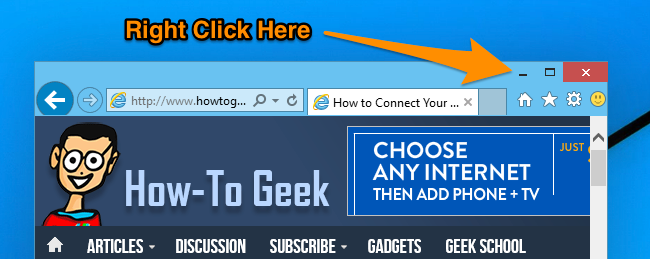 Right Click Here
http://www.howtog...
How to Connect Your ...
How-To Geek
CHOOSE
ANY INTERNET
THEN ADD PHONE + TV
JUST
ARTICLES
DISCUSSION
SUBSCRIBE
GADGETS
GEEK SCHOOL